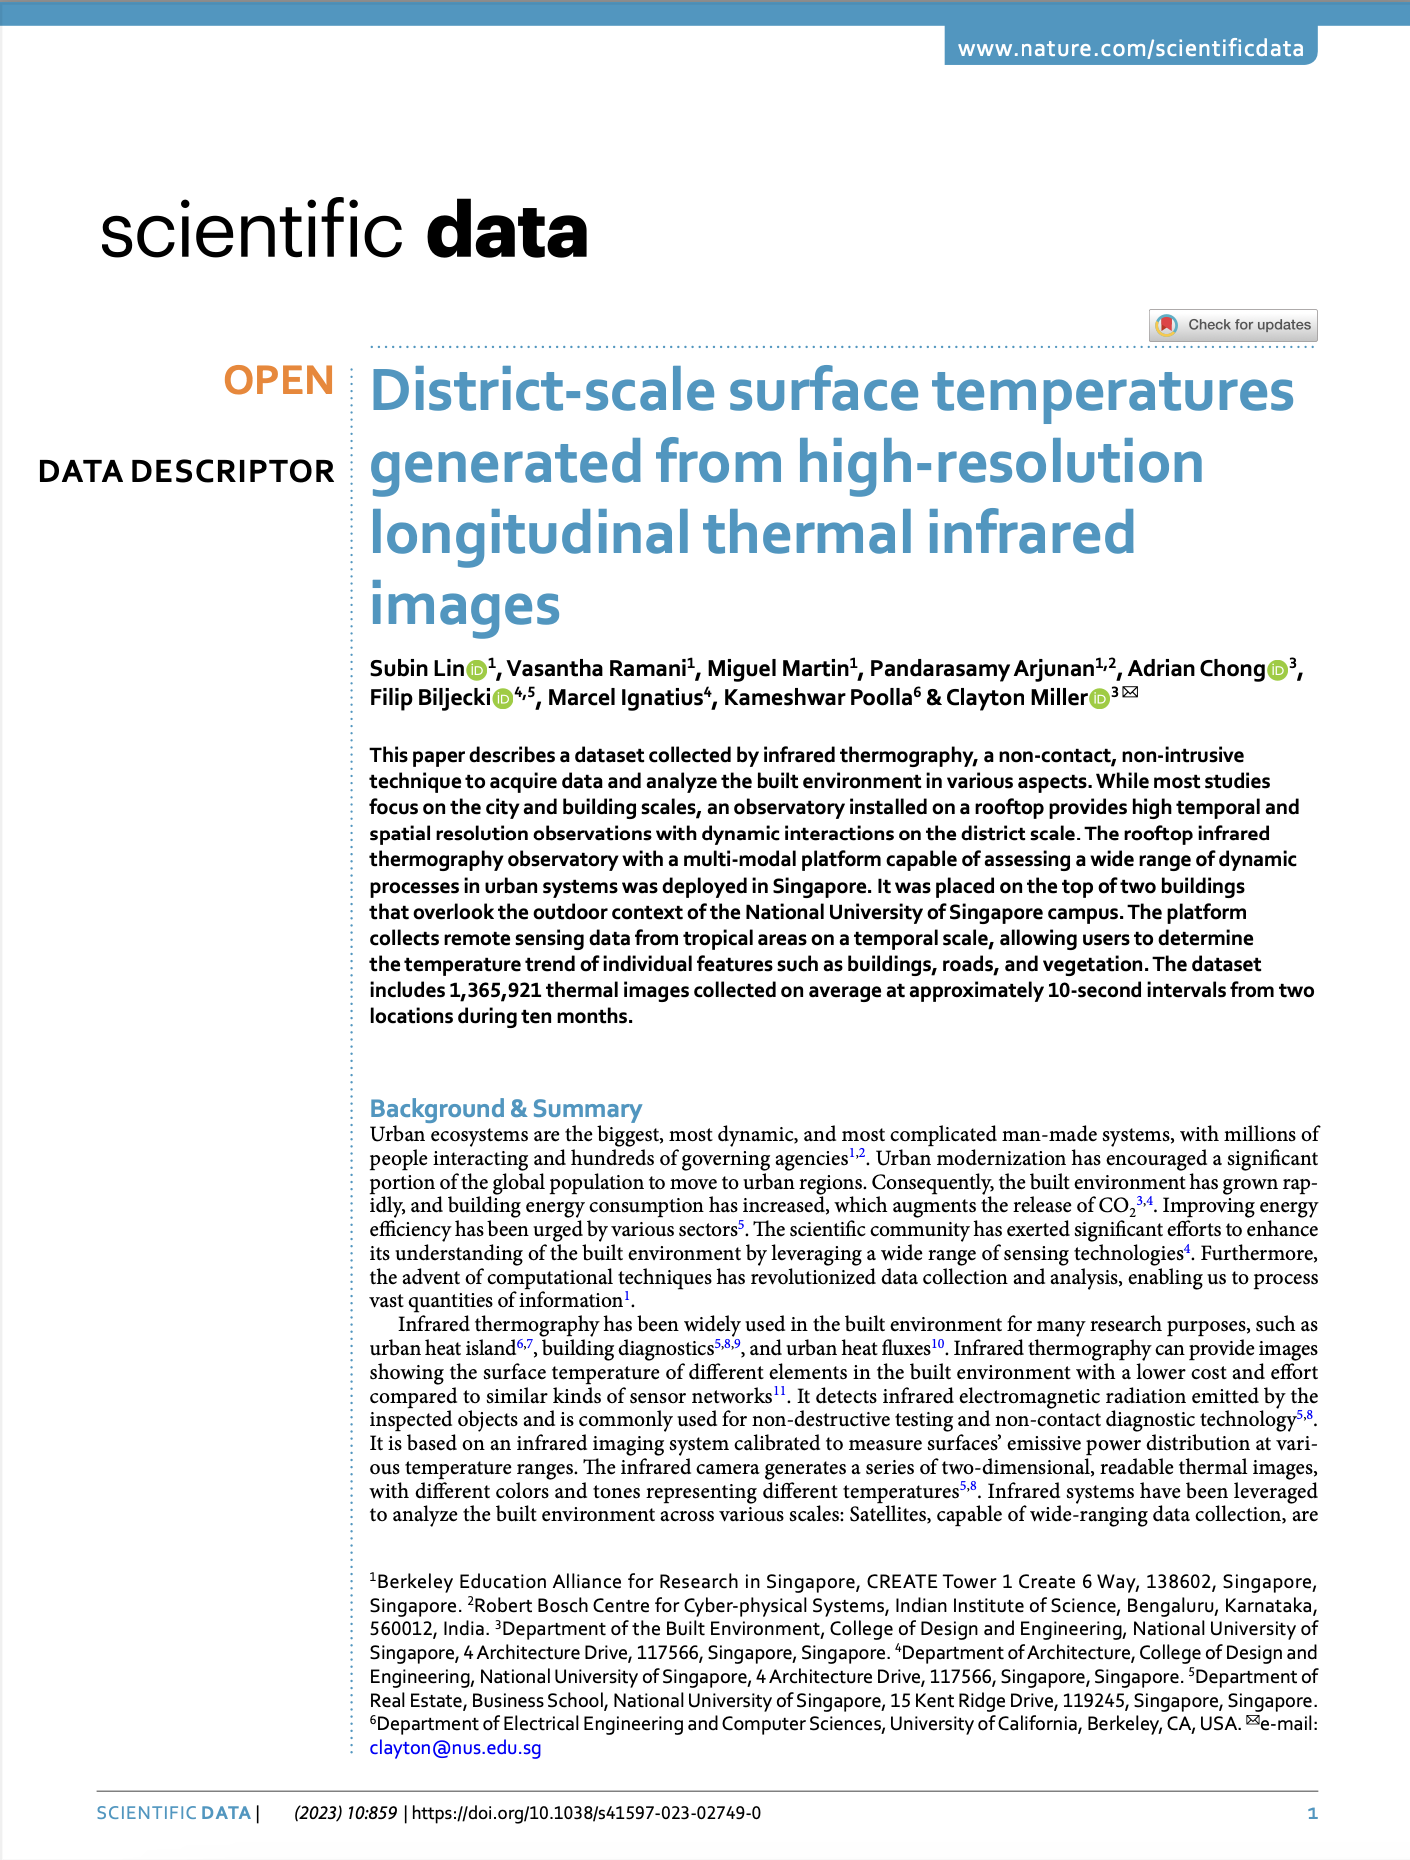 www.nature.com/scientificdata
scientific data
Check for updates
OPEN
DATA DESCRIPTOR
District-scale surface temperatures
generated from high-resolution
longitudinal thermal infrared
images
Subin Lin iD 1, Vasantha Ramani1, Miguel Martin1, Pandarasamy Arjunan1,2, Adrian Chong iD 3,
Filip Biljecki iD 4,5, Marcel Ignatius4, Kameshwar Poolla6 & Clayton Miller iD 3 ✉
This paper describes a dataset collected by infrared thermography, a non-contact, non-intrusive
technique to acquire data and analyze the built environment in various aspects. While most studies
focus on the city and building scales, an observatory installed on a rooftop provides high temporal and
spatial resolution observations with dynamic interactions on the district scale. The rooftop infrared
thermography observatory with a multi-modal platform capable of assessing a wide range of dynamic
processes in urban systems was deployed in Singapore. It was placed on the top of two buildings
that overlook the outdoor context of the National University of Singapore campus. The platform
collects remote sensing data from tropical areas on a temporal scale, allowing users to determine
the temperature trend of individual features such as buildings, roads, and vegetation. The dataset
includes 1,365,921 thermal images collected on average at approximately 10-second intervals from two
locations during ten months.
Background & Summary
Urban ecosystems are the biggest, most dynamic, and most complicated man-made systems, with millions of
people interacting and hundreds of governing agencies1,2. Urban modernization has encouraged a significant
portion of the global population to move to urban regions. Consequently, the built environment has grown rap-
idly, and building energy consumption has increased, which augments the release of CO2 3,4. Improving energy
efficiency has been urged by various sectors5. The scientific community has exerted significant efforts to enhance
its understanding of the built environment by leveraging a wide range of sensing technologies4. Furthermore,
the advent of computational techniques has revolutionized data collection and analysis, enabling us to process
vast quantities of information1.
Infrared thermography has been widely used in the built environment for many research purposes, such as
urban heat island6,7, building diagnostics5,8,9, and urban heat fluxes10. Infrared thermography can provide images
showing the surface temperature of different elements in the built environment with a lower cost and effort
compared to similar kinds of sensor networks11. It detects infrared electromagnetic radiation emitted by the
inspected objects and is commonly used for non-destructive testing and non-contact diagnostic technology5,8.
It is based on an infrared imaging system calibrated to measure surfaces’ emissive power distribution at vari-
ous temperature ranges. The infrared camera generates a series of two-dimensional, readable thermal images,
with different colors and tones representing different temperatures5,8. Infrared systems have been leveraged
to analyze the built environment across various scales: Satellites, capable of wide-ranging data collection, are
1Berkeley Education Alliance for Research in Singapore, CREATE Tower 1 Create 6 Way, 138602, Singapore,
Singapore. 2Robert Bosch Centre for Cyber-physical Systems, Indian Institute of Science, Bengaluru, Karnataka,
560012, India. 3Department of the Built Environment, College of Design and Engineering, National University of
Singapore, 4 Architecture Drive, 117566, Singapore, Singapore. 4Department of Architecture, College of Design and
Engineering, National University of Singapore, 4 Architecture Drive, 117566, Singapore, Singapore. 5Department of
Real Estate, Business School, National University of Singapore, 15 Kent Ridge Drive, 119245, Singapore, Singapore.
6Department of Electrical Engineering and Computer Sciences, University of California, Berkeley, CA, USA. ✉e-mail:
clayton@nus.edu.sg
SCIENTIFIC DATA | (2023) 10:859 | https://doi.org/10.1038/s41597-023-02749-0 1